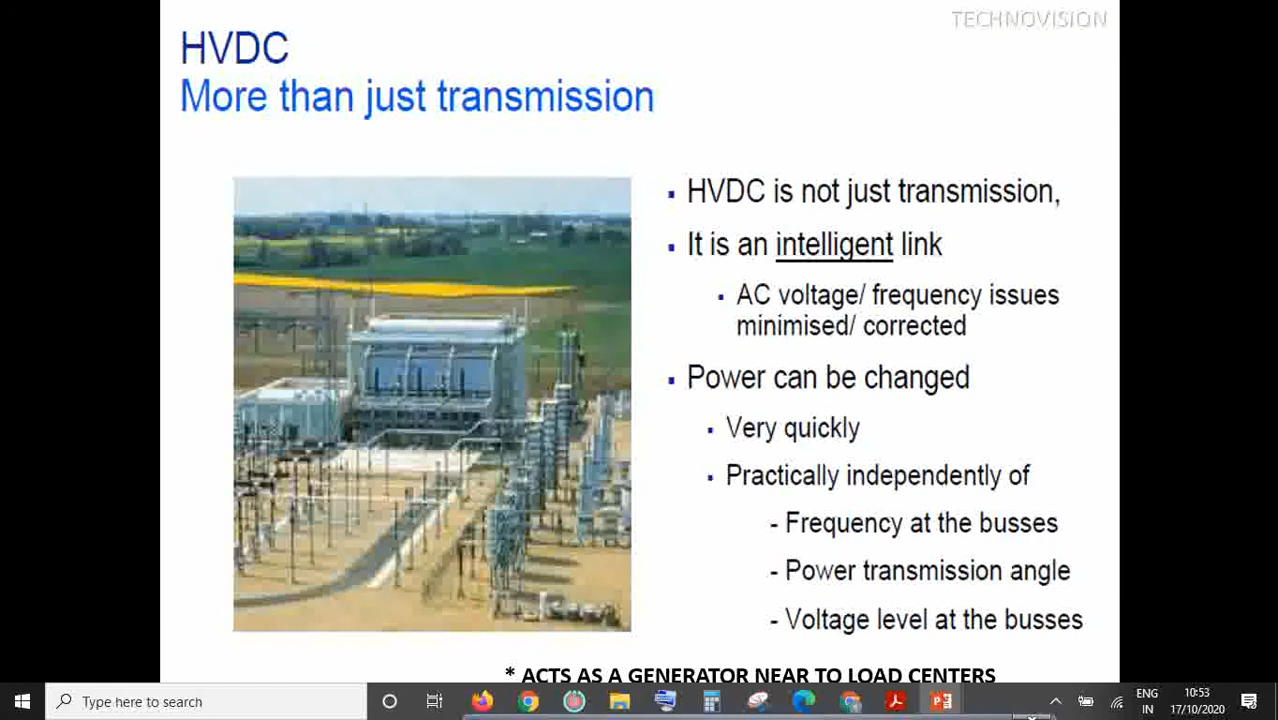 TECHNOVISION
HVDC
More than just transmission
▪ HVDC is not just transmission,
▪ It is an intelligent link
▪ AC voltage/ frequency issues
minimised/ corrected
▪ Power can be changed
▪ Very quickly
▪ Practically independently of
- Frequency at the busses
- Power transmission angle
- Voltage level at the busses
* ACTS AS A GENERATOR NEAR TO LOAD CENTERS
Type here to search
ENG
IN
10:53
17/10/2020